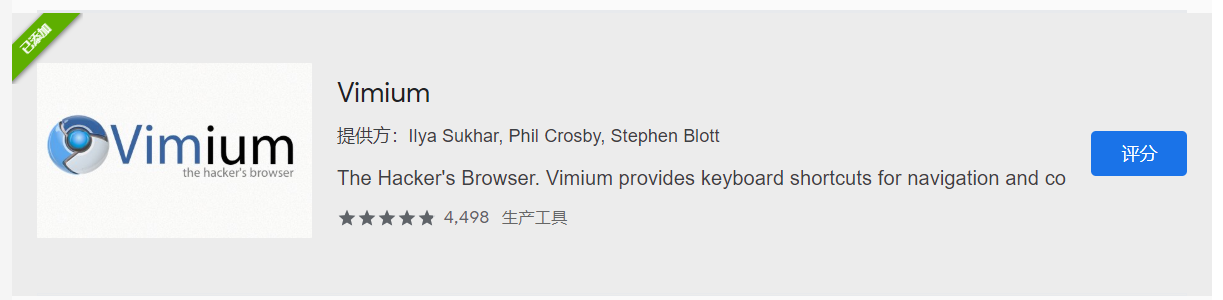 已添加
Vimium
the hacker's browser
Vimium
提供方：Ilya Sukhar, Phil Crosby, Stephen Blott
The Hacker's Browser. Vimium provides keyboard shortcuts for navigation and co
4,498 生产工具
评分